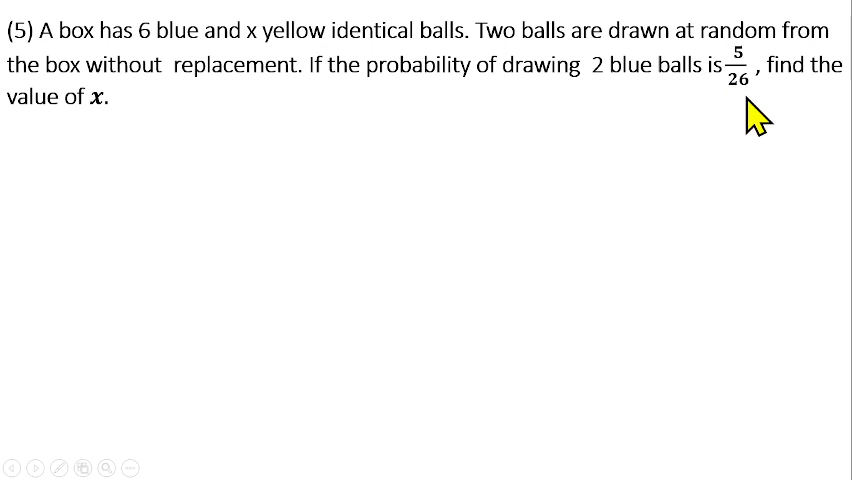 (5) A box has 6 blue and x yellow identical balls. Two balls are drawn at random from
the box without  replacement. If the probability of drawing  2 blue balls is 5/26 , find the
value of x.